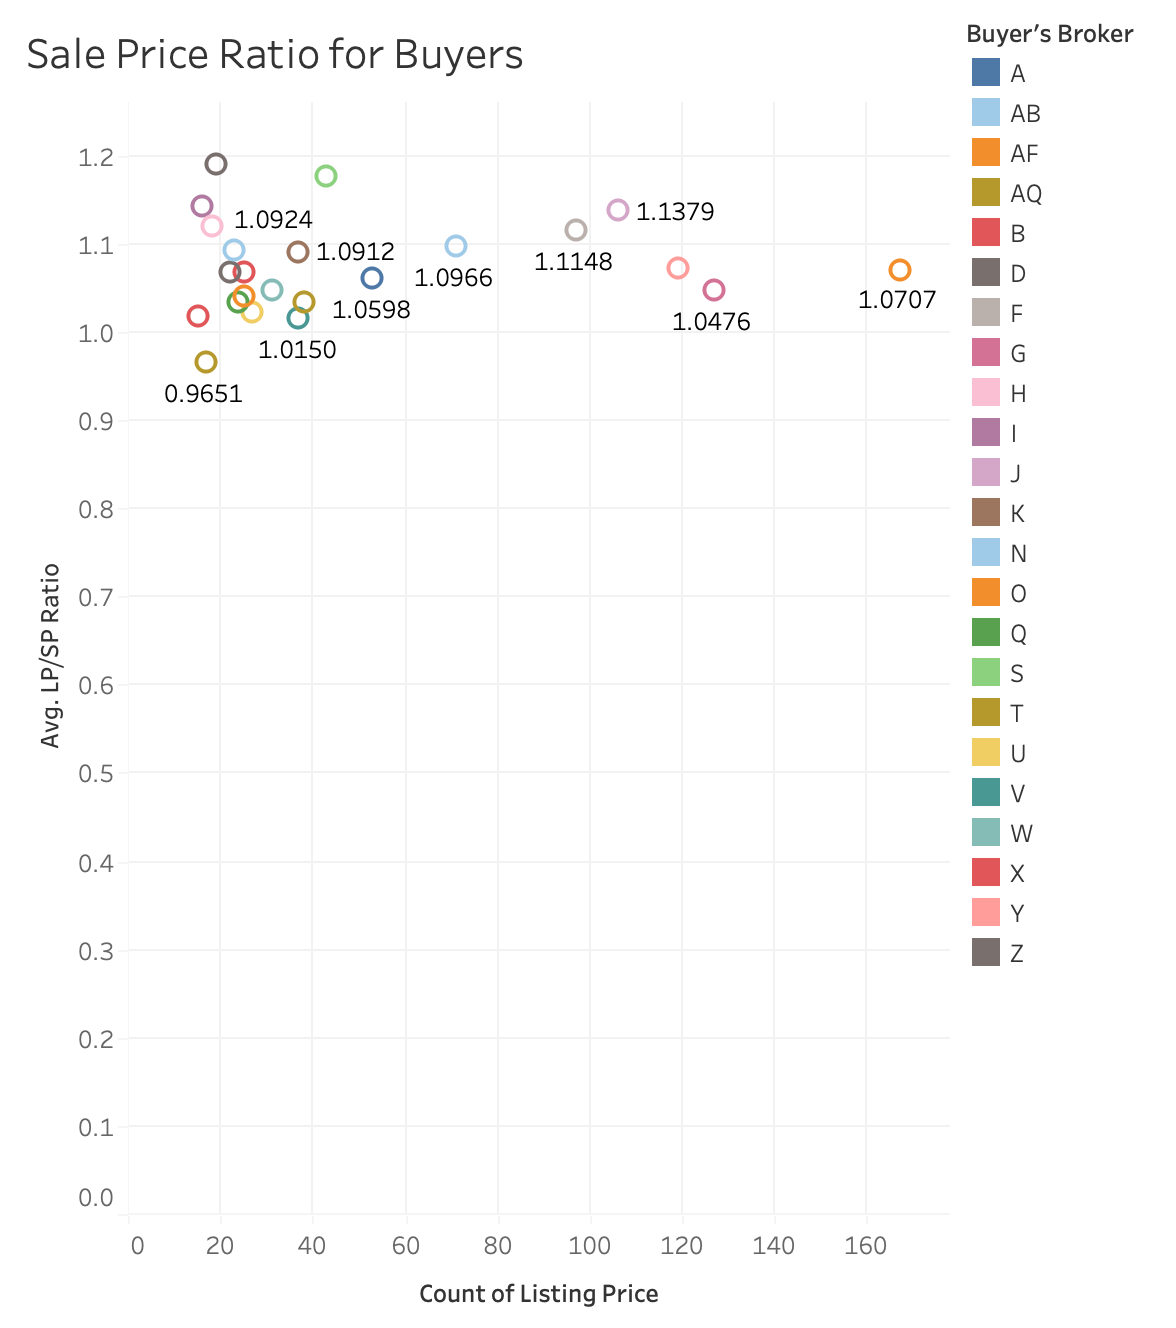 Sale Price Ratio for Buyers
Buyer’s Broker
A
AB
AF
AQ
B
D
F
G
H
I
J
K
N
O
Q
S
T
U
V
W
X
Y
Z
Avg. LP/SP Ratio
1.2
1.1
1.0
0.9
0.8
0.7
0.6
0.5
0.4
0.3
0.2
0.1
0.0
1.0924
1.1379
1.0912
1.1148
1.0966
1.0707
1.0598
1.0476
1.0150
0.9651
0 20 40 60 80 100 120 140 160
Count of Listing Price